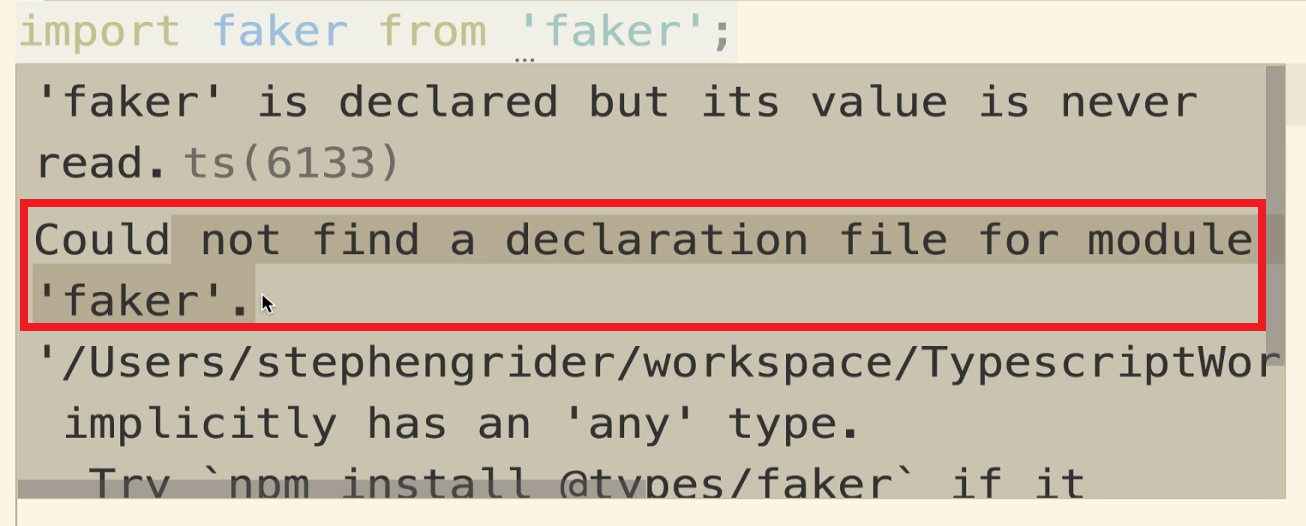 import faker from 'faker';
'faker' is declared but its value is never
read. ts(6133)
Could not find a declaration file for module
'faker'.
'/Users/stephengrider/workspace/TypescriptWor
implicitly has an 'any' type.
Try `npm install @types/faker` if it